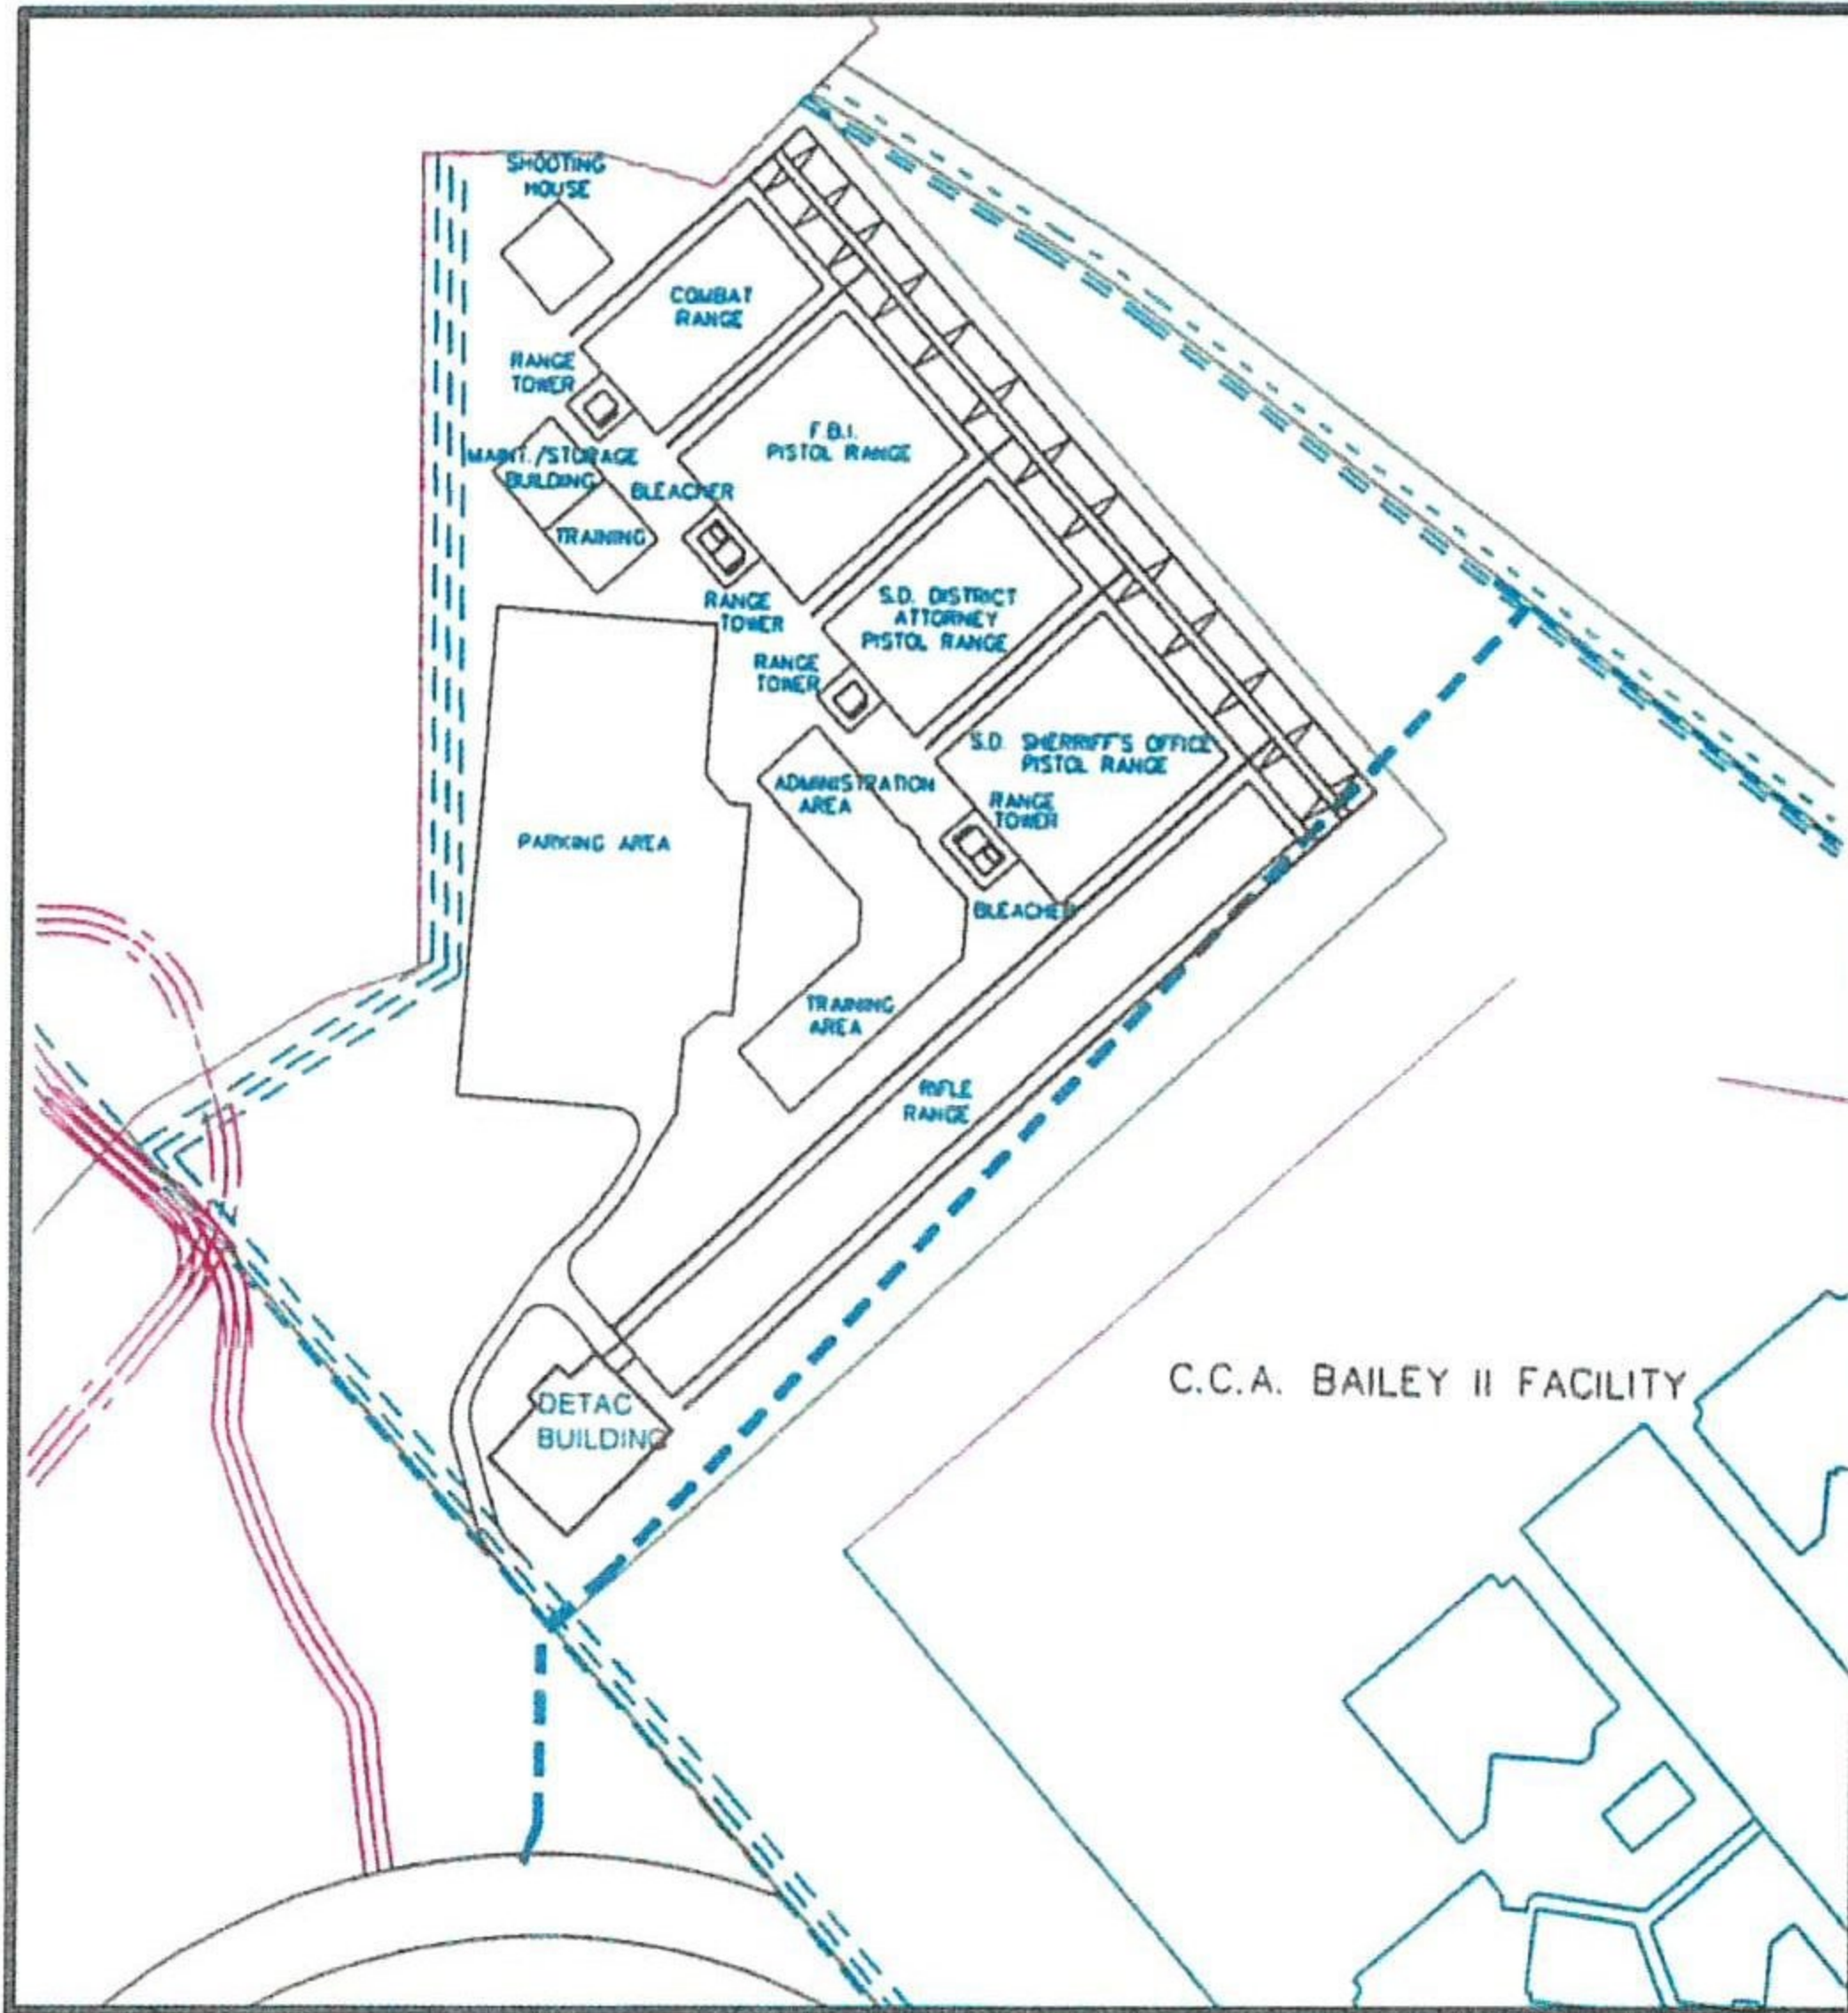 SHOOTING
HOUSE
COMBAT
RANGE
RANGE
TOWER
F.B.I.
PISTOL RANGE
MAINT./STORAGE
BUILDING
BLEACHER
TRAINING
RANGE
TOWER
S.D. DISTRICT
ATTORNEY
PISTOL RANGE
RANGE
TOWER
S.D. SHERRIFF'S OFFICE
PISTOL RANGE
ADMINISTRATION
AREA
RANGE
TOWER
PARKING AREA
BLEACHER
TRAINING
AREA
RIFLE
RANGE
C.C.A. BAILEY II FACILITY
DETAC
BUILDING